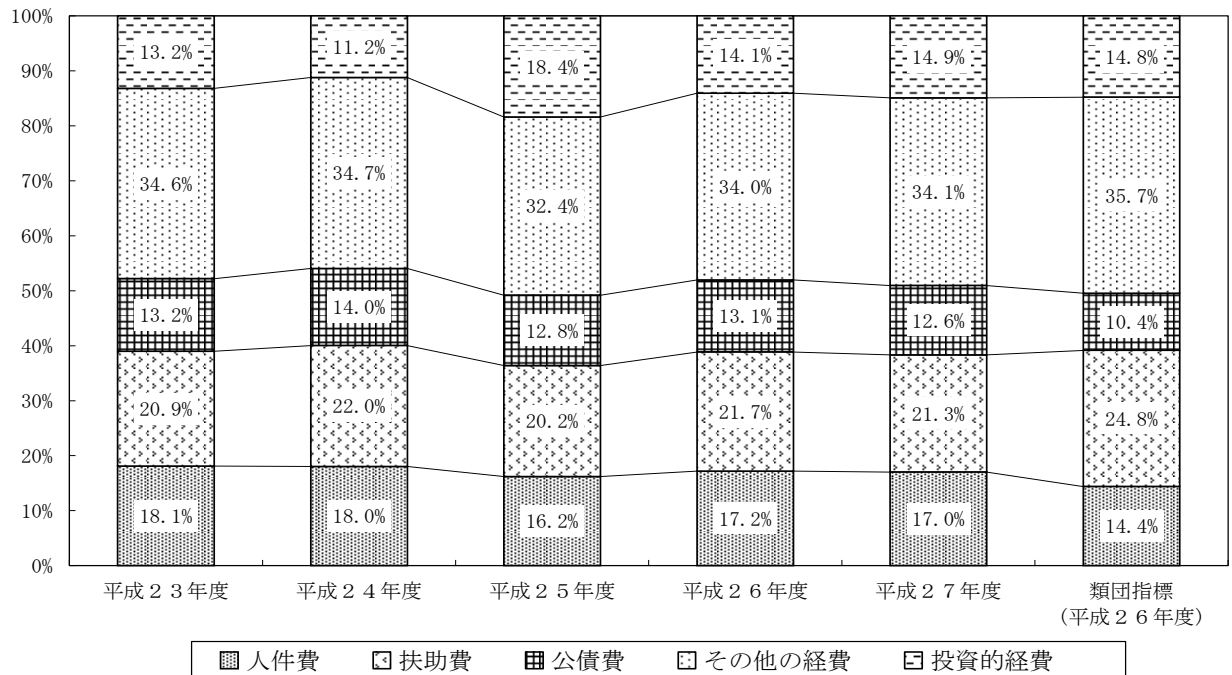 100%
90%
80%
70%
60%
50%
40%
30%
20%
10%
0%
13.2% 11.2% 18.4% 14.1% 14.9% 14.8%
34.6% 34.7% 32.4% 34.0% 34.1% 35.7%
13.2% 14.0% 12.8% 13.1% 12.6% 10.4%
20.9% 22.0% 20.2% 21.7% 21.3% 24.8%
18.1% 18.0% 16.2% 17.2% 17.0% 14.4%
平成23年度 平成24年度 平成25年度 平成26年度 平成27年度 類団指標
(平成26年度)
人件費 扶助費 公債費 その他の経費 投資的経費